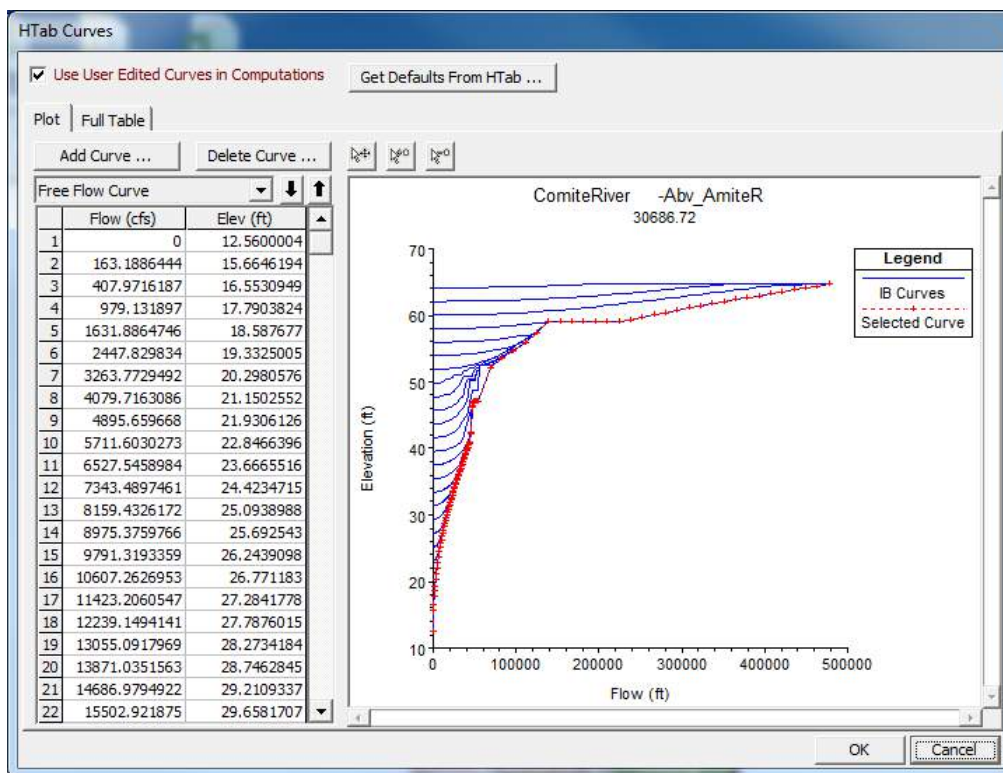 HTab Curves
Use User Edited Curves in Computations
Get Defaults From HTab ...
Plot
Full Table
Add Curve ...
Delete Curve ...
Free Flow Curve
Flow (cfs) Elev (ft)
1 0 12.5600004
2 163.1886444 15.6646194
3 407.9716187 16.5530949
4 979.131897 17.7903824
5 1631.8864746 18.587677
6 2447.829834 19.3325005
7 3263.7729492 20.2980576
8 4079.7163086 21.1502552
9 4895.659668 21.9306126
10 5711.6030273 22.8466396
11 6527.5458984 23.6665516
12 7343.4897461 24.4234715
13 8159.4326172 25.0938988
14 8975.3759766 25.692543
15 9791.3193359 26.2439098
16 10607.2626953 26.771183
17 11423.2060547 27.2841778
18 12239.1494141 27.7876015
19 13055.0917969 28.2734184
20 13871.0351563 28.7462845
21 14686.9794922 29.2109337
22 15502.921875 29.6581707
ComiteRiver -Abv_AmiteR
30686.72
Legend
IB Curves
Selected Curve
Elevation (ft)
70
60
50
40
30
20
10
0 100000 200000 300000 400000 500000
Flow (ft)
OK
Cancel